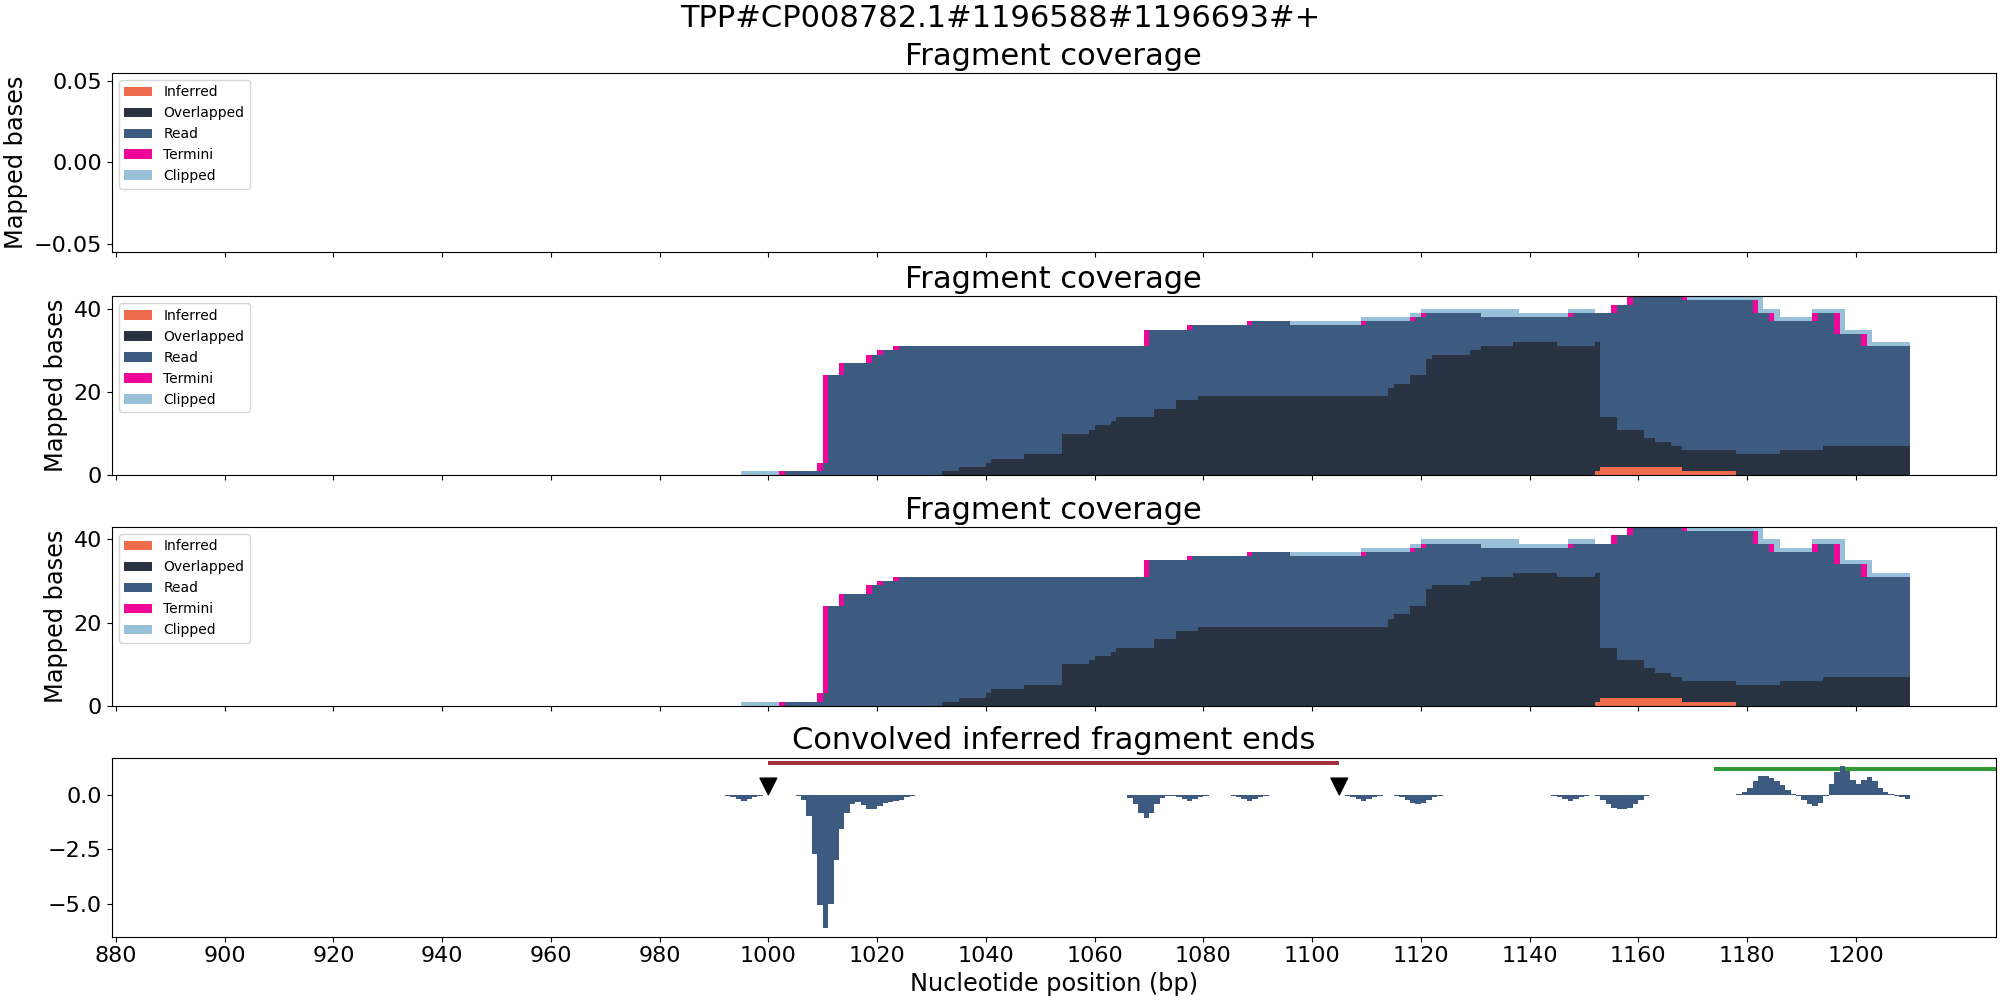 TPP#CP008782.1#1196588#1196693#+
Fragment coverage
Mapped bases
0.05
0.00
−0.05
Inferred
Overlapped
Read
Termini
Clipped
Fragment coverage
Mapped bases
40
20
0
Inferred
Overlapped
Read
Termini
Clipped
Fragment coverage
Mapped bases
40
20
0
Inferred
Overlapped
Read
Termini
Clipped
Convolved inferred fragment ends
0.0
−2.5
−5.0
880 900 920 940 960 980 1000 1020 1040 1060 1080 1100 1120 1140 1160 1180 1200
Nucleotide position (bp)